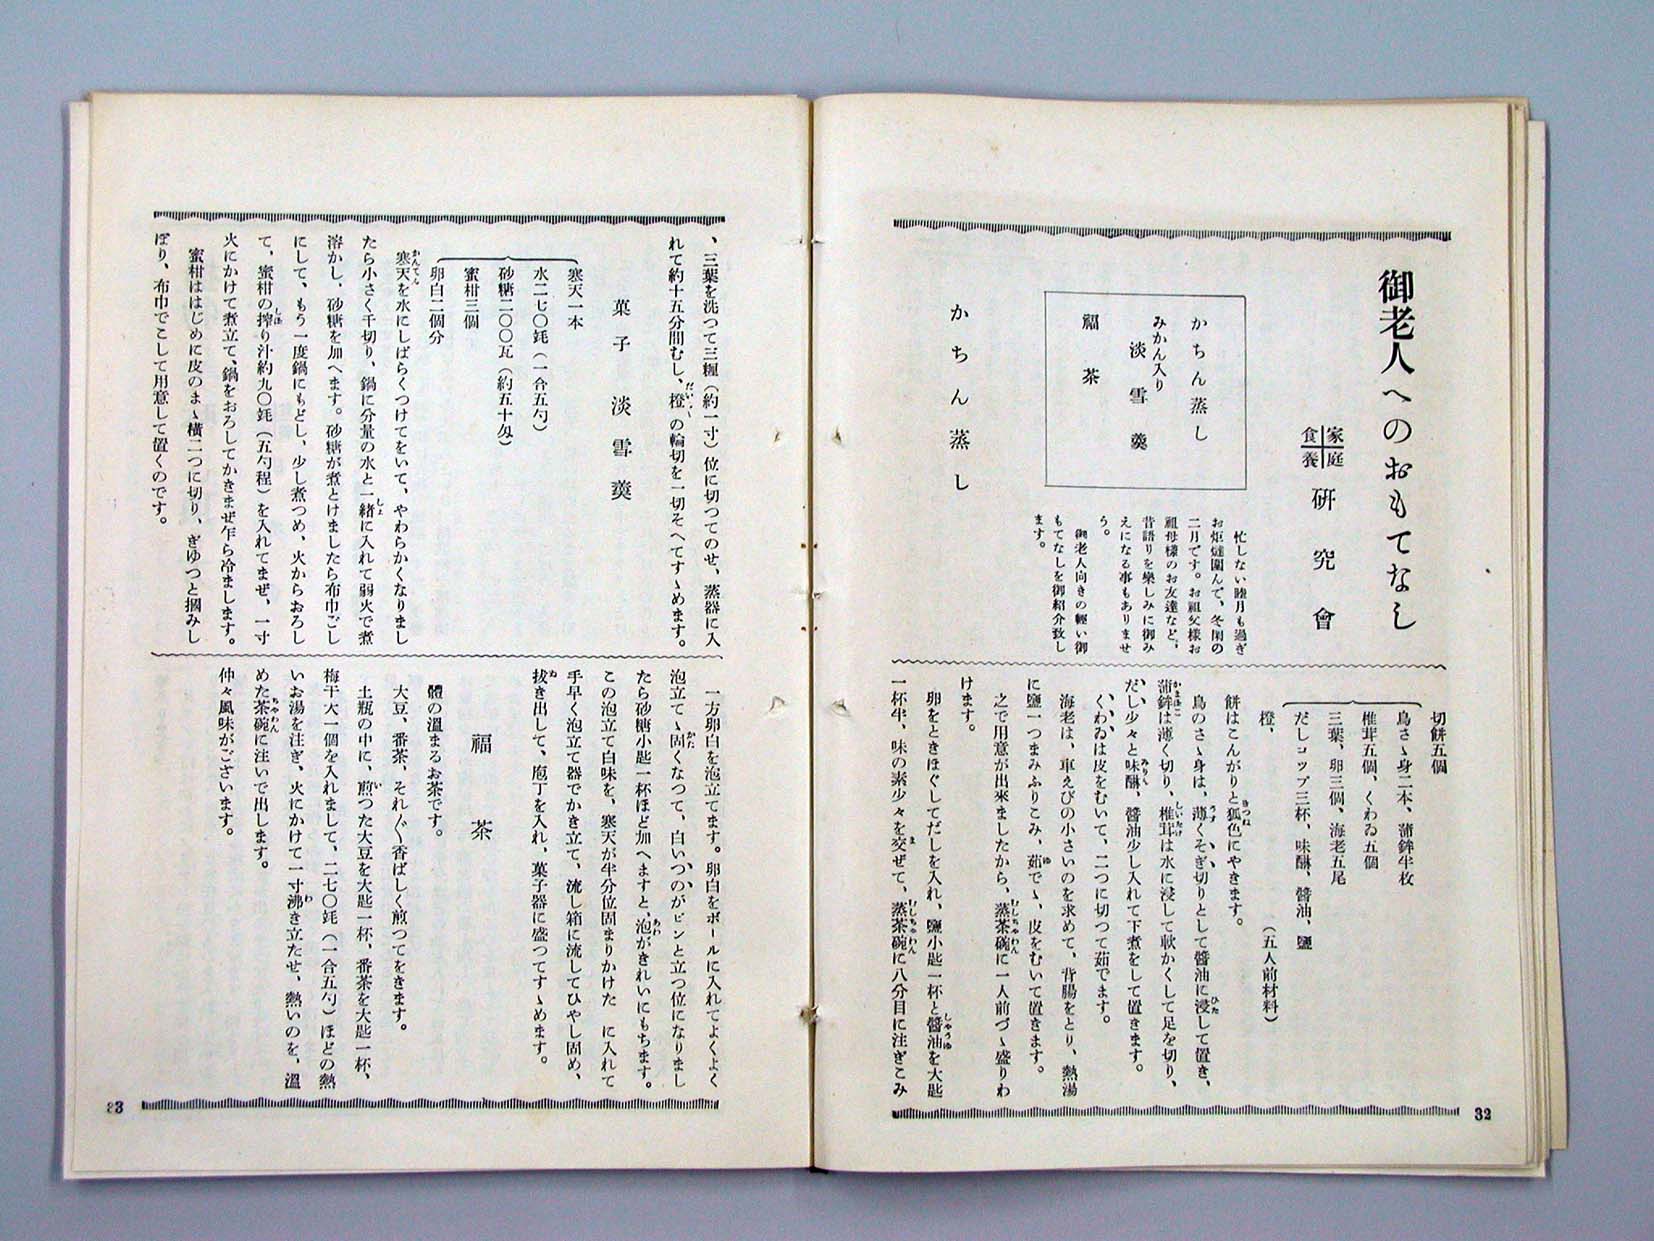 御老人へのおもてなし
家庭
食養
研究會
かちん蒸し
みかん入り
淡雪羹
福茶
忙しない睦月も過ぎ
お炬燵圍んで、冬閑の
二月です。お祖父樣お
祖母樣のお友達など、
昔語りを樂しみに御み
えになる事もありませ
う。
御老人向きの輕い御
もてなしを御紹介致し
ます。
かちん蒸し
切餅五個
鳥さゝ身二本、蒲鉾半枚
椎茸五個、くわゐ五個
三葉、卵三個、海老五尾
だしコツプ三杯、味醂、醬油、鹽
橙、
(五人前材料)
餠はこんがりと狐色にやきます。
鳥のさゝ身は、薄くそぎ切りとして醬油に浸して置き、
蒲鉾は薄く切り、椎茸は水に浸して軟かくして足を切り、
だし少々と味醂、醬油少し入れて下煮をして置きます。
くわゐは皮をむいて、二つに切つて茹でます。
海老は、車えびの小さいのを求めて、背腸をとり、熱湯
に鹽一つまみふりこみ、茹でゝ、皮をむいて置きます。
之で用意が出來ましたから、蒸茶碗に一人前づゝ盛りわ
けます。
卵をときほぐしてだしを入れ、鹽小匙一杯と醬油を大匙
一杯半、味の素少々を交ぜて、蒸茶碗に八分目に注ぎこみ
32
、三葉を洗つて三糎(約一寸)位に切つてのせ、蒸器に入
れて約十五分間むし、橙の輪切を一切そへてすゝめます。
菓子淡雪羹
寒天一本
水二七〇竓(一合五勺)
砂糖二〇〇瓦(約五十匁)
蜜柑三個
卵白二個分
寒天を水にしばらくつけてをいて、やわらかくなりまし
たら小さく千切り、鍋に分量の水と一緒に入れて弱火で煮
溶かし、砂糖を加へます。砂糖が煮とけましたら布巾ごし
にして、もう一度鍋にもどし、少し煮つめ、火からおろし
て、蜜柑の搾り汁約九〇竓(五勺程)を入れてまぜ、一寸
火にかけて煮立て、鍋をおろしてかきまぜ乍ら冷まします。
蜜柑ははじめに皮のまゝ橫二つに切り、ぎゆつと摑みし
ぼり、布巾でこして用意して置くのです。
一方卵白を泡立てます。卵白をボールに入れてよくよく
泡立てゝ固くなつて、白いつのがピンと立つ位になりまし
たら砂糖小匙一杯ほど加へますと、泡がきれいにもちます。
この泡立て白味を、寒天が半分位固まりかけた に入れて
手早く泡立て器でかき立て、流し箱に流してひやし固め、
拔き出して、庖丁を入れ、菓子器に盛つてすゝめます。
福茶
體の溫まるお茶です。
大豆、番茶、それ〲香ばしく煎つてをきます。
土瓶の中に、煎つた大豆を大匙一杯、番茶を大匙一杯、
梅干大一個を入れまして、二七〇竓(一合五勺)ほどの熱
いお湯を注ぎ、火にかけて一寸沸き立たせ、熱いのを、溫
めた茶碗に注いで出します。
仲々風味がございます。
33